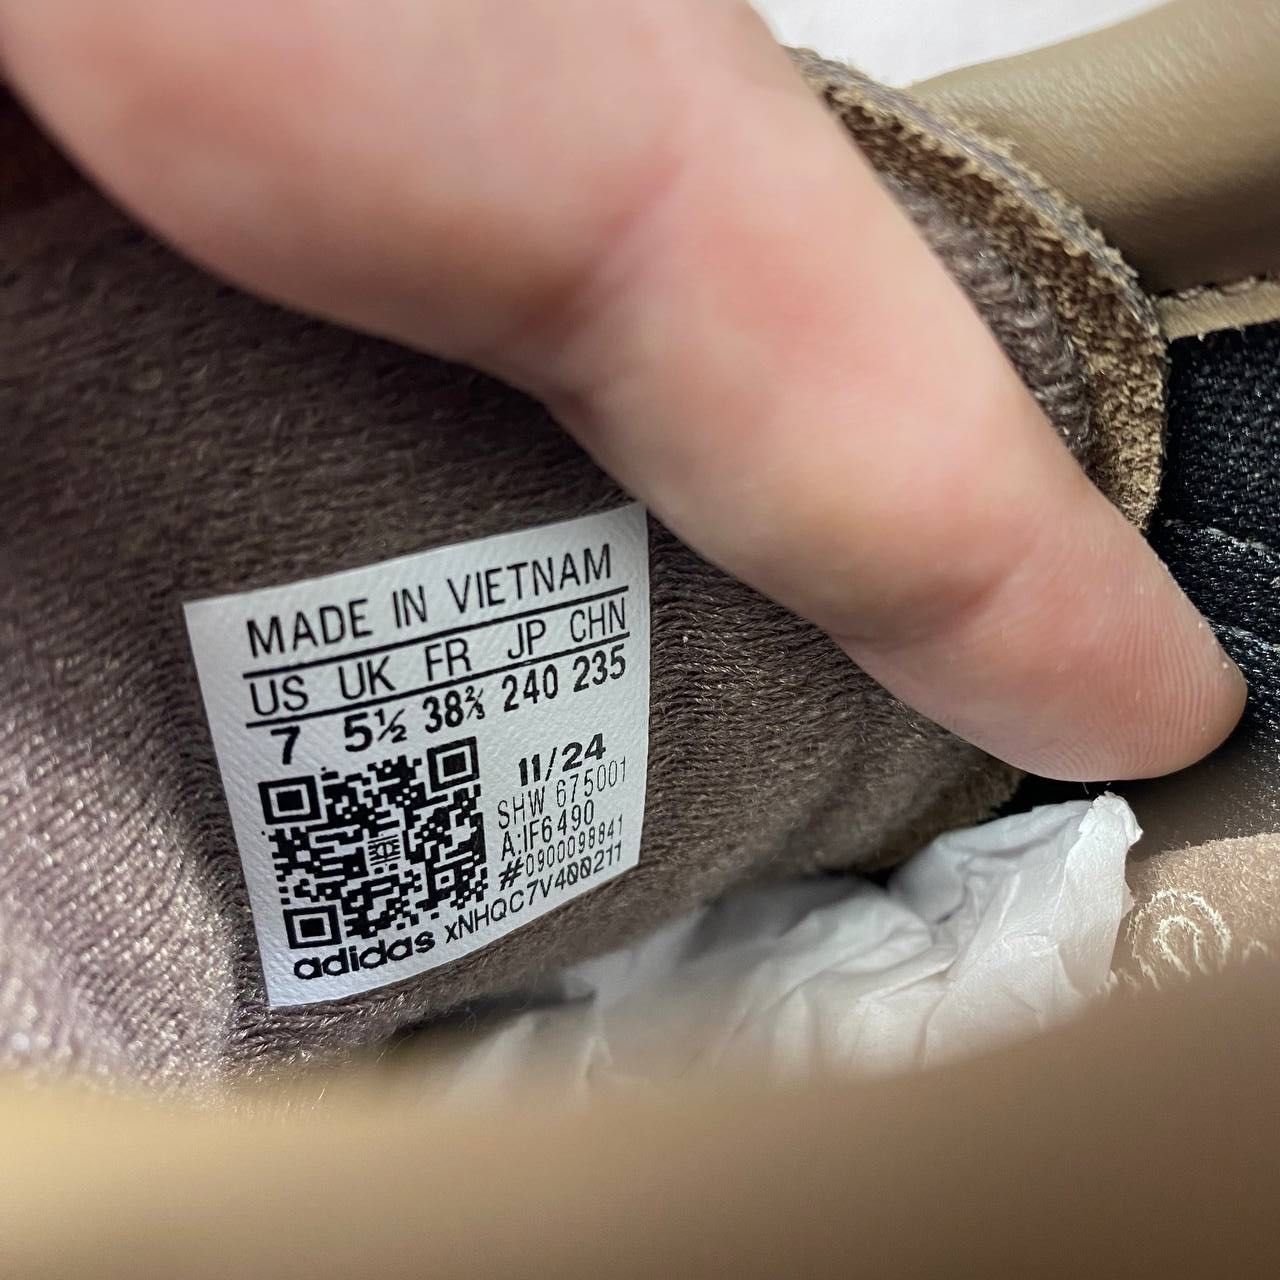 MADE IN VIETNAM
US UK FR JP CHN
7 5½ 38⅔ 240 235
11/24
SHW 675001
A:IF6490
#0900098841
adidas xNHQC7V400211